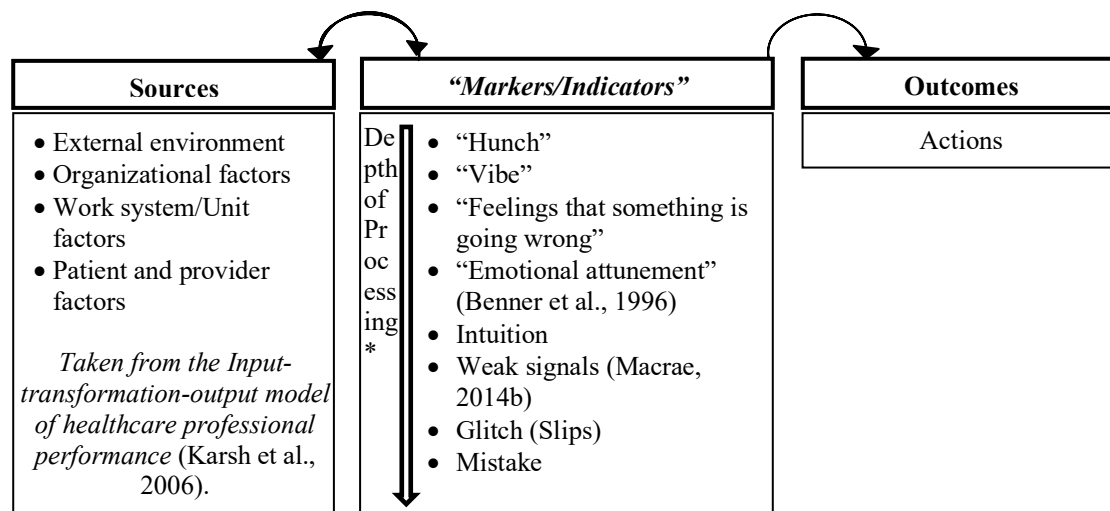 Sources
• External environment
• Organizational factors
• Work system/Unit
factors
• Patient and provider
factors
Taken from the Input-
transformation-output model
of healthcare professional
performance (Karsh et al.,
2006).
“Markers/Indicators”
De
pth
of
Pr
oc
ess
ing
*
• “Hunch”
• “Vibe”
• “Feelings that something is
going wrong”
• “Emotional attunement”
(Benner et al., 1996)
• Intuition
• Weak signals (Macrae,
2014b)
• Glitch (Slips)
• Mistake
Outcomes
Actions